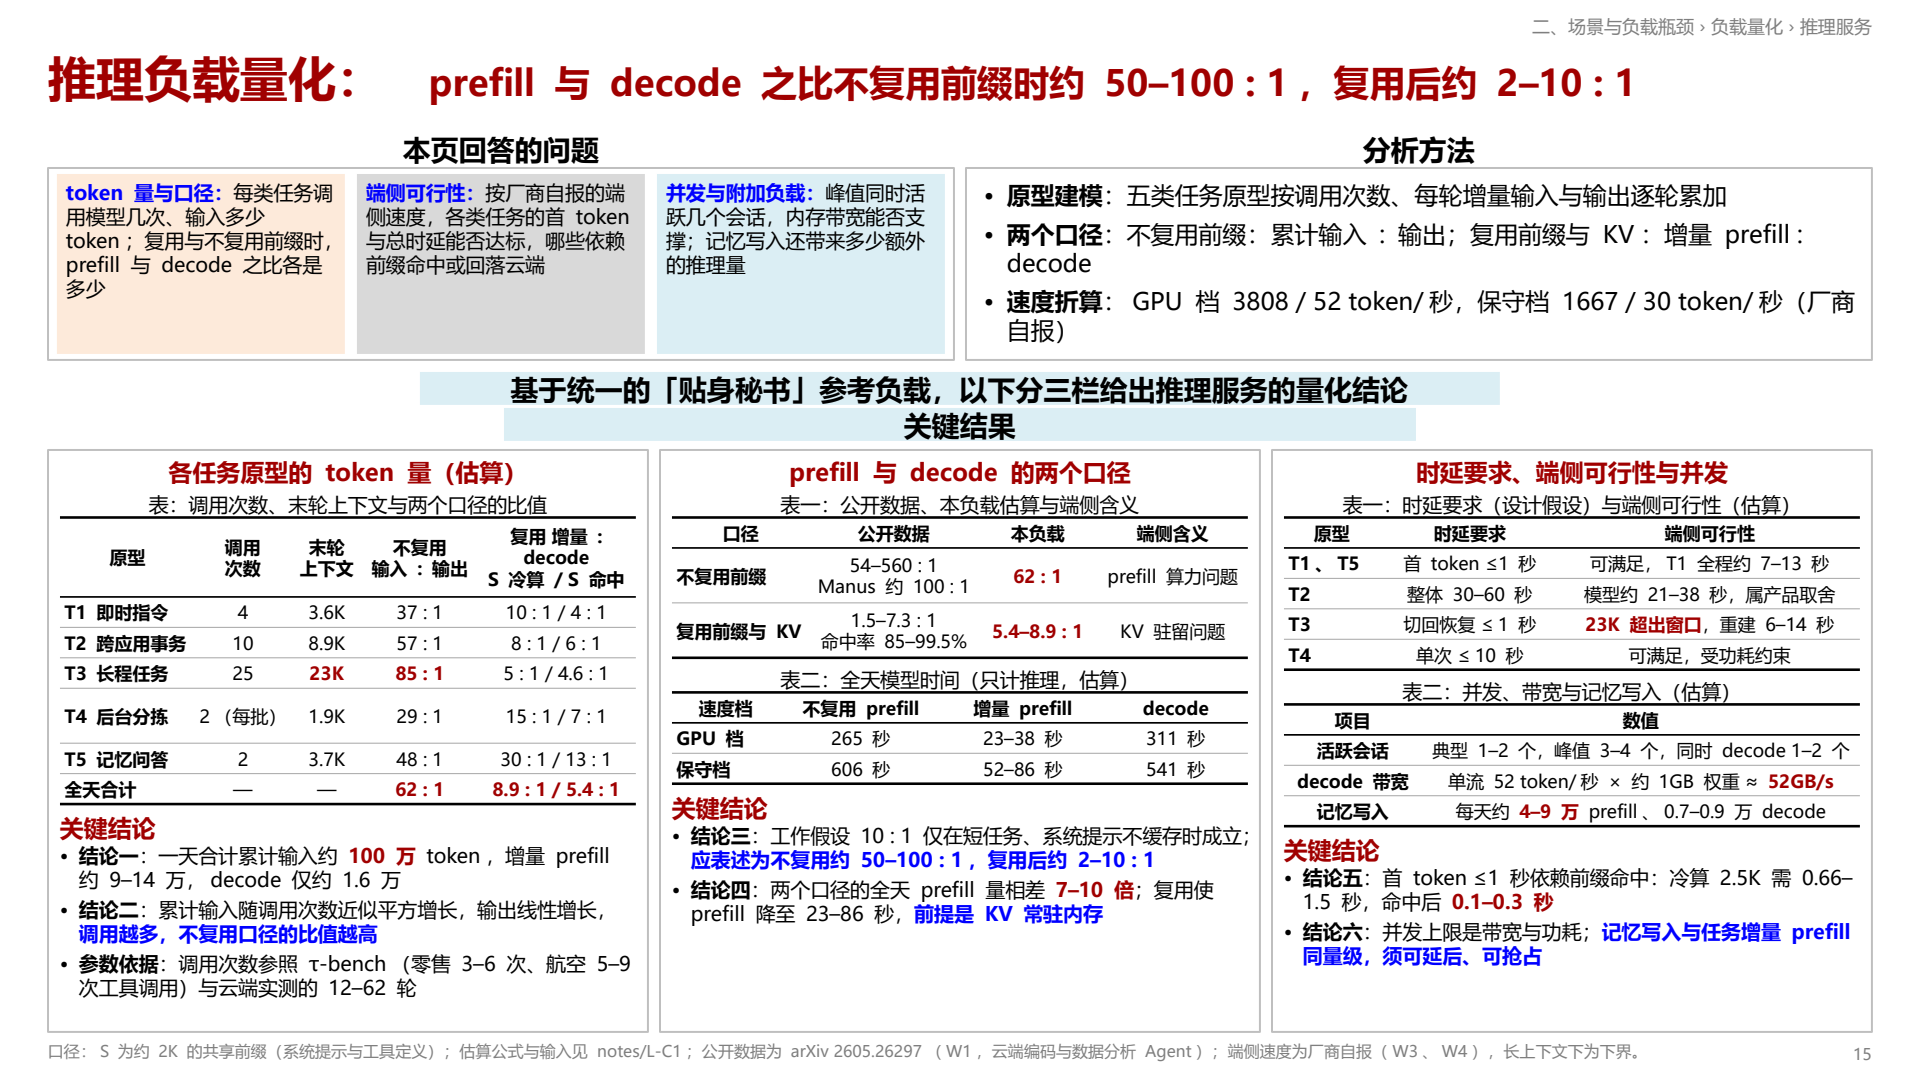 二、场景与负载瓶颈 › 负载量化 › 推理服务
推理负载量化： prefill 与 decode 之比不复用前缀时约 50–100 : 1 ，复用后约 2–10 : 1
本页回答的问题
token 量与口径：每类任务调
用模型几次、输入多少
token ；复用与不复用前缀时，
prefill 与 decode 之比各是
多少
端侧可行性：按厂商自报的端
侧速度，各类任务的首 token
与总时延能否达标，哪些依赖
前缀命中或回落云端
并发与附加负载：峰值同时活
跃几个会话，内存带宽能否支
撑；记忆写入还带来多少额外
的推理量
分析方法
• 原型建模：五类任务原型按调用次数、每轮增量输入与输出逐轮累加
• 两个口径：不复用前缀：累计输入 ：输出；复用前缀与 KV ：增量 prefill :
decode
• 速度折算： GPU 档 3808 / 52 token/ 秒，保守档 1667 / 30 token/ 秒（厂商
自报）
基于统一的「贴身秘书」参考负载，以下分三栏给出推理服务的量化结论
关键结果
各任务原型的 token 量（估算）
表：调用次数、末轮上下文与两个口径的比值
原型 调用次数 末轮上下文 不复用输入 ：输出 复用 增量 ：decode S 冷算 / S 命中
T1 即时指令 4 3.6K 37 : 1 10 : 1 / 4 : 1
T2 跨应用事务 10 8.9K 57 : 1 8 : 1 / 6 : 1
T3 长程任务 25 23K 85 : 1 5 : 1 / 4.6 : 1
T4 后台分拣 2 （每批） 1.9K 29 : 1 15 : 1 / 7 : 1
T5 记忆问答 2 3.7K 48 : 1 30 : 1 / 13 : 1
全天合计 — — 62 : 1 8.9 : 1 / 5.4 : 1
关键结论
• 结论一：一天合计累计输入约 100 万 token ，增量 prefill
约 9–14 万， decode 仅约 1.6 万
• 结论二：累计输入随调用次数近似平方增长，输出线性增长，
调用越多，不复用口径的比值越高
• 参数依据：调用次数参照 τ-bench （零售 3–6 次、航空 5–9
次工具调用）与云端实测的 12–62 轮
prefill 与 decode 的两个口径
表一：公开数据、本负载估算与端侧含义
口径 公开数据 本负载 端侧含义
不复用前缀 54–560 : 1 Manus 约 100 : 1 62 : 1 prefill 算力问题
复用前缀与 KV 1.5–7.3 : 1 命中率 85–99.5% 5.4–8.9 : 1 KV 驻留问题
表二：全天模型时间（只计推理，估算）
速度档 不复用 prefill 增量 prefill decode
GPU 档 265 秒 23–38 秒 311 秒
保守档 606 秒 52–86 秒 541 秒
关键结论
• 结论三：工作假设 10 : 1 仅在短任务、系统提示不缓存时成立；
应表述为不复用约 50–100 : 1 ，复用后约 2–10 : 1
• 结论四：两个口径的全天 prefill 量相差 7–10 倍；复用使
prefill 降至 23–86 秒，前提是 KV 常驻内存
时延要求、端侧可行性与并发
表一：时延要求（设计假设）与端侧可行性（估算）
原型 时延要求 端侧可行性
T1 、 T5 首 token ≤1 秒 可满足， T1 全程约 7–13 秒
T2 整体 30–60 秒 模型约 21–38 秒，属产品取舍
T3 切回恢复 ≤ 1 秒 23K 超出窗口，重建 6–14 秒
T4 单次 ≤ 10 秒 可满足，受功耗约束
表二：并发、带宽与记忆写入（估算）
项目 数值
活跃会话 典型 1–2 个，峰值 3–4 个，同时 decode 1–2 个
decode 带宽 单流 52 token/ 秒 × 约 1GB 权重 ≈ 52GB/s
记忆写入 每天约 4–9 万 prefill 、 0.7–0.9 万 decode
关键结论
• 结论五：首 token ≤1 秒依赖前缀命中：冷算 2.5K 需 0.66–
1.5 秒，命中后 0.1–0.3 秒
• 结论六：并发上限是带宽与功耗；记忆写入与任务增量 prefill
同量级，须可延后、可抢占
口径： S 为约 2K 的共享前缀（系统提示与工具定义）；估算公式与输入见 notes/L-C1 ；公开数据为 arXiv 2605.26297 （ W1 ，云端编码与数据分析 Agent ）；端侧速度为厂商自报（ W3 、 W4 ），长上下文下为下界。
15